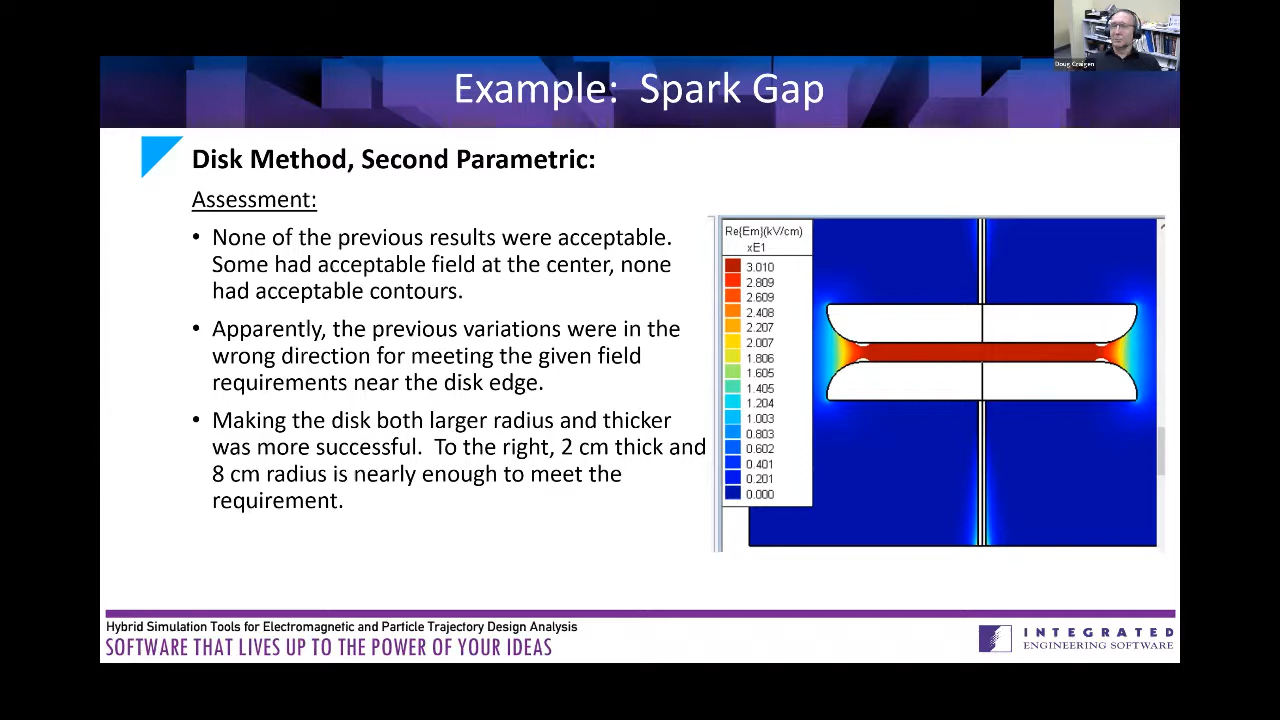 Doug Craigen
Example: Spark Gap
Disk Method, Second Parametric:
Assessment:
• None of the previous results were acceptable.
Some had acceptable field at the center, none
had acceptable contours.
• Apparently, the previous variations were in the
wrong direction for meeting the given field
requirements near the disk edge.
• Making the disk both larger radius and thicker
was more successful. To the right, 2 cm thick and
8 cm radius is nearly enough to meet the
requirement.
Re{Em}(kV/cm)
xE1
3.010
2.809
2.609
2.408
2.207
2.007
1.806
1.605
1.405
1.204
1.003
0.803
0.602
0.401
0.201
0.000
Hybrid Simulation Tools for Electromagnetic and Particle Trajectory Design Analysis
SOFTWARE THAT LIVES UP TO THE POWER OF YOUR IDEAS
INTEGRATED
ENGINEERING SOFTWARE